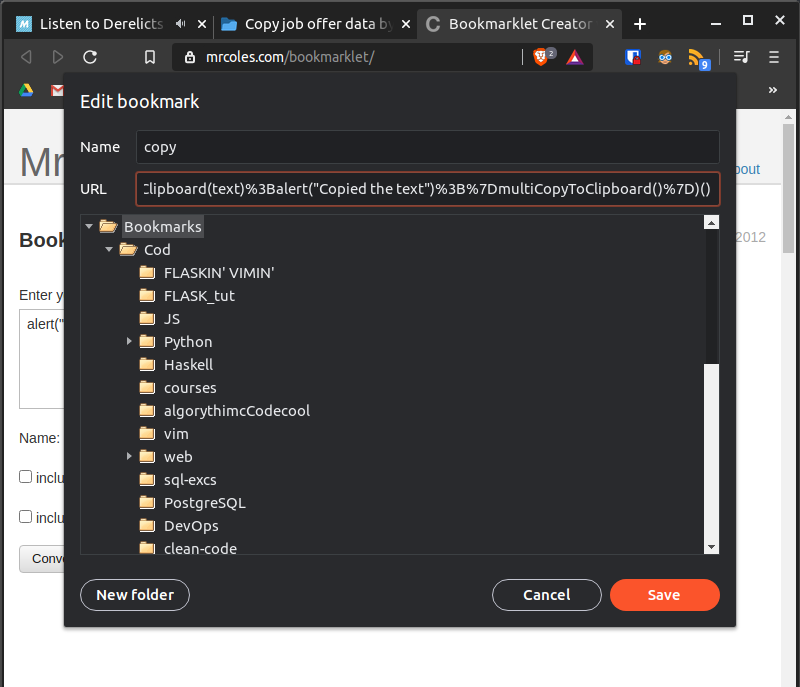 Listen to Derelicts
Copy job offer data by
Bookmarklet Creator
mrcoles.com/bookmarklet/
2
9
Edit bookmark
Name
copy
URL
Clipboard(text)%3Balert("Copied the text")%3B%7DmultiCopyToClipboard()%7D)()
Bookmarks
Cod
FLASKIN' VIMIN'
FLASK_tut
JS
Python
Haskell
courses
algorythimcCodecool
vim
web
sql-excs
PostgreSQL
DevOps
clean-code
New folder
Cancel
Save
Mr
bout
Book
2012
Enter y
alert("
Name:
inclu
inclu
Conve